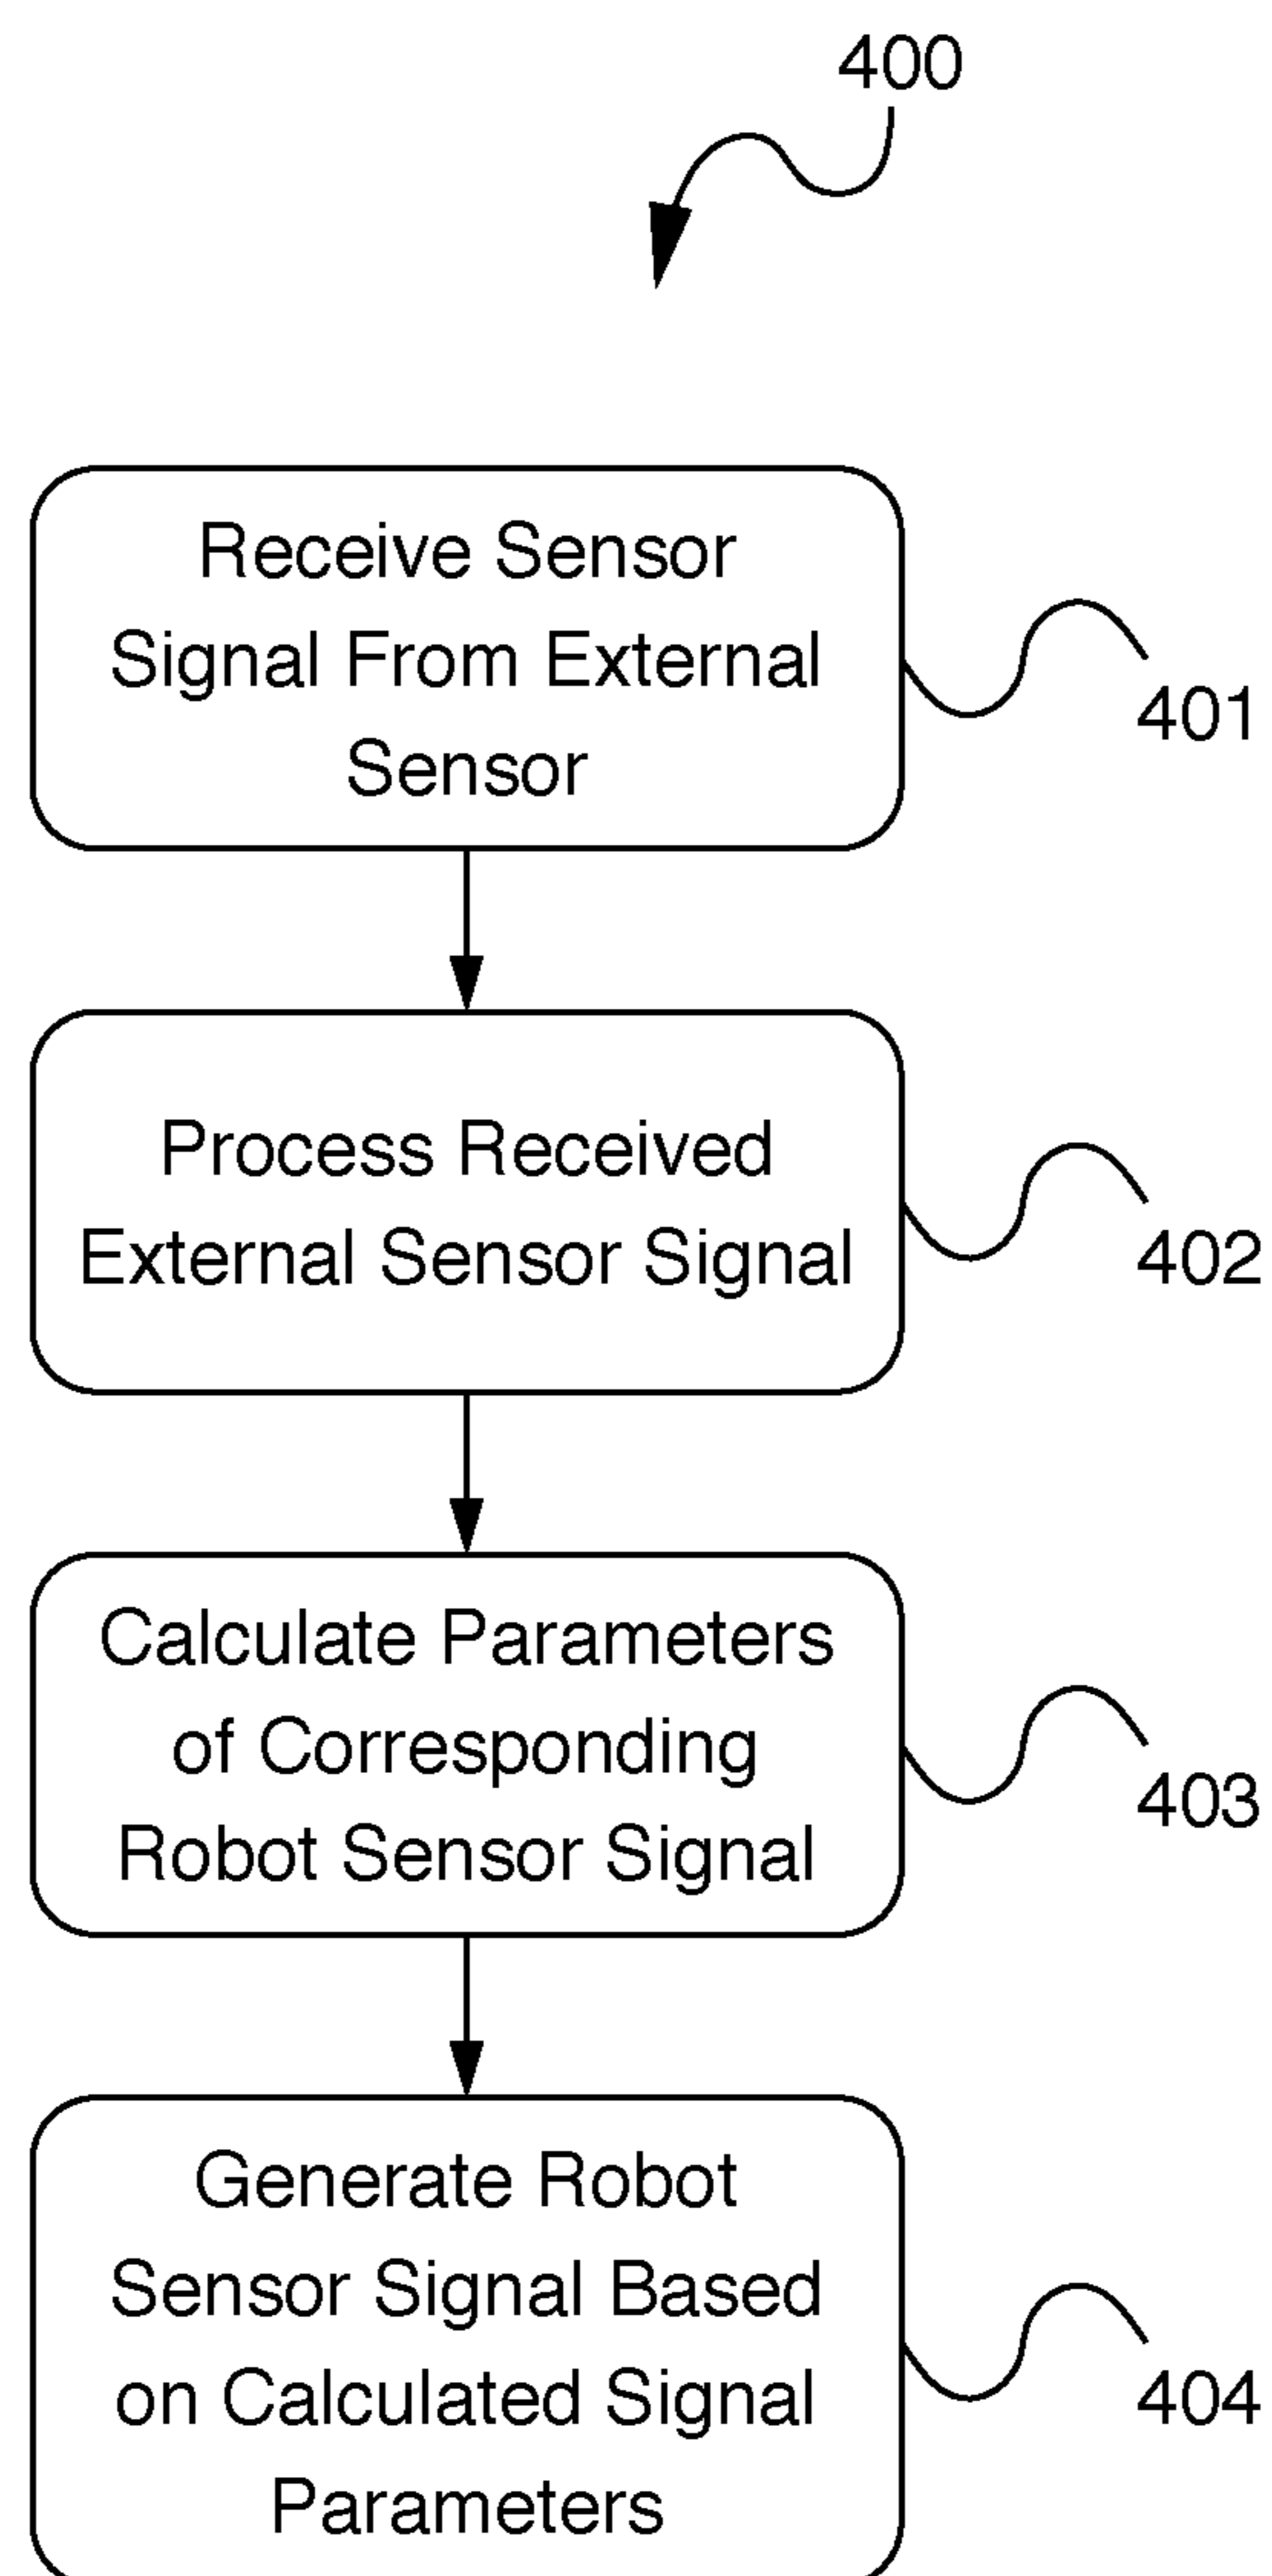 400
Receive Sensor
Signal From External
Sensor
401
Process Received
External Sensor Signal
402
Calculate Parameters
of Corresponding
Robot Sensor Signal
403
Generate Robot
Sensor Signal Based
on Calculated Signal
Parameters
404